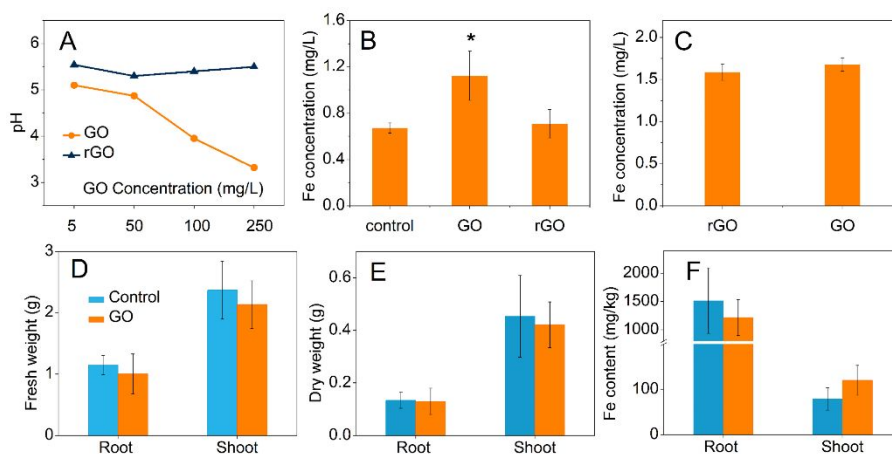 A
pH
6
5
4
3
GO
rGO
GO Concentration (mg/L)
5 50 100 250
B
*
Fe concentration (mg/L)
1.6
1.2
0.8
0.4
0.0
control GO rGO
C
Fe concentration (mg/L)
2.0
1.5
1.0
0.5
0.0
rGO GO
D
Fresh weight (g)
3
2
1
0
Control
GO
Root Shoot
E
Dry weight (g)
0.6
0.4
0.2
0.0
Root Shoot
F
Fe content (mg/kg)
2000
1500
1000
100
0
Root Shoot